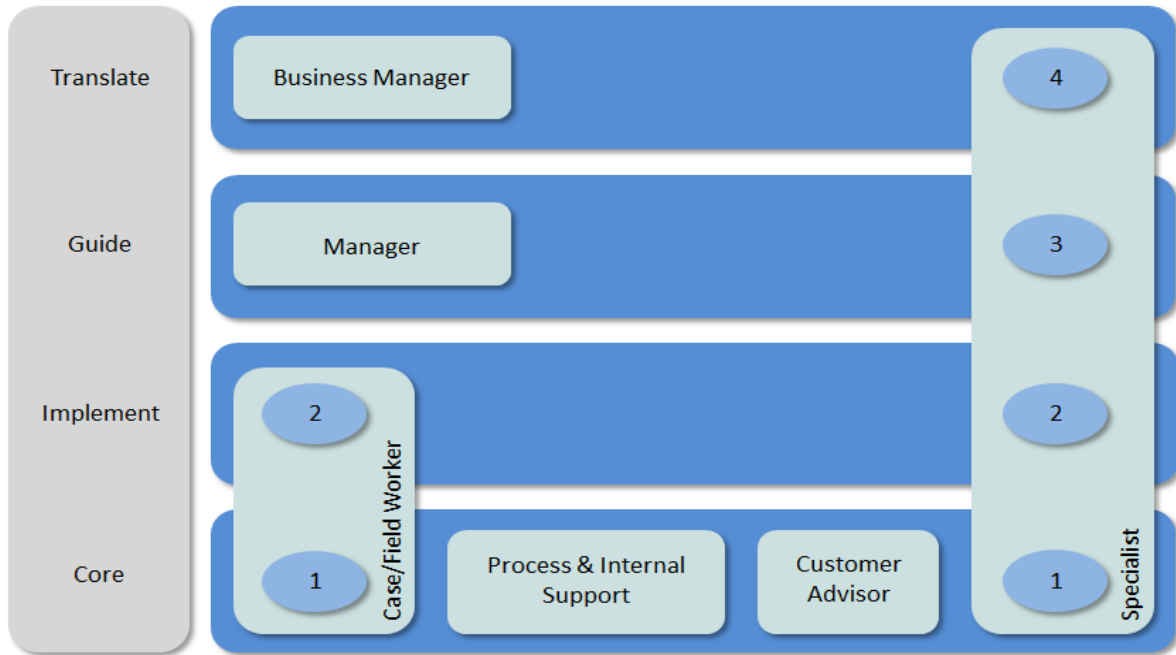 Translate
Business Manager
4
Guide
Manager
3
Implement
2
2
Case/Field Worker
Core
1
Process & Internal
Support
Customer
Advisor
1
Specialist